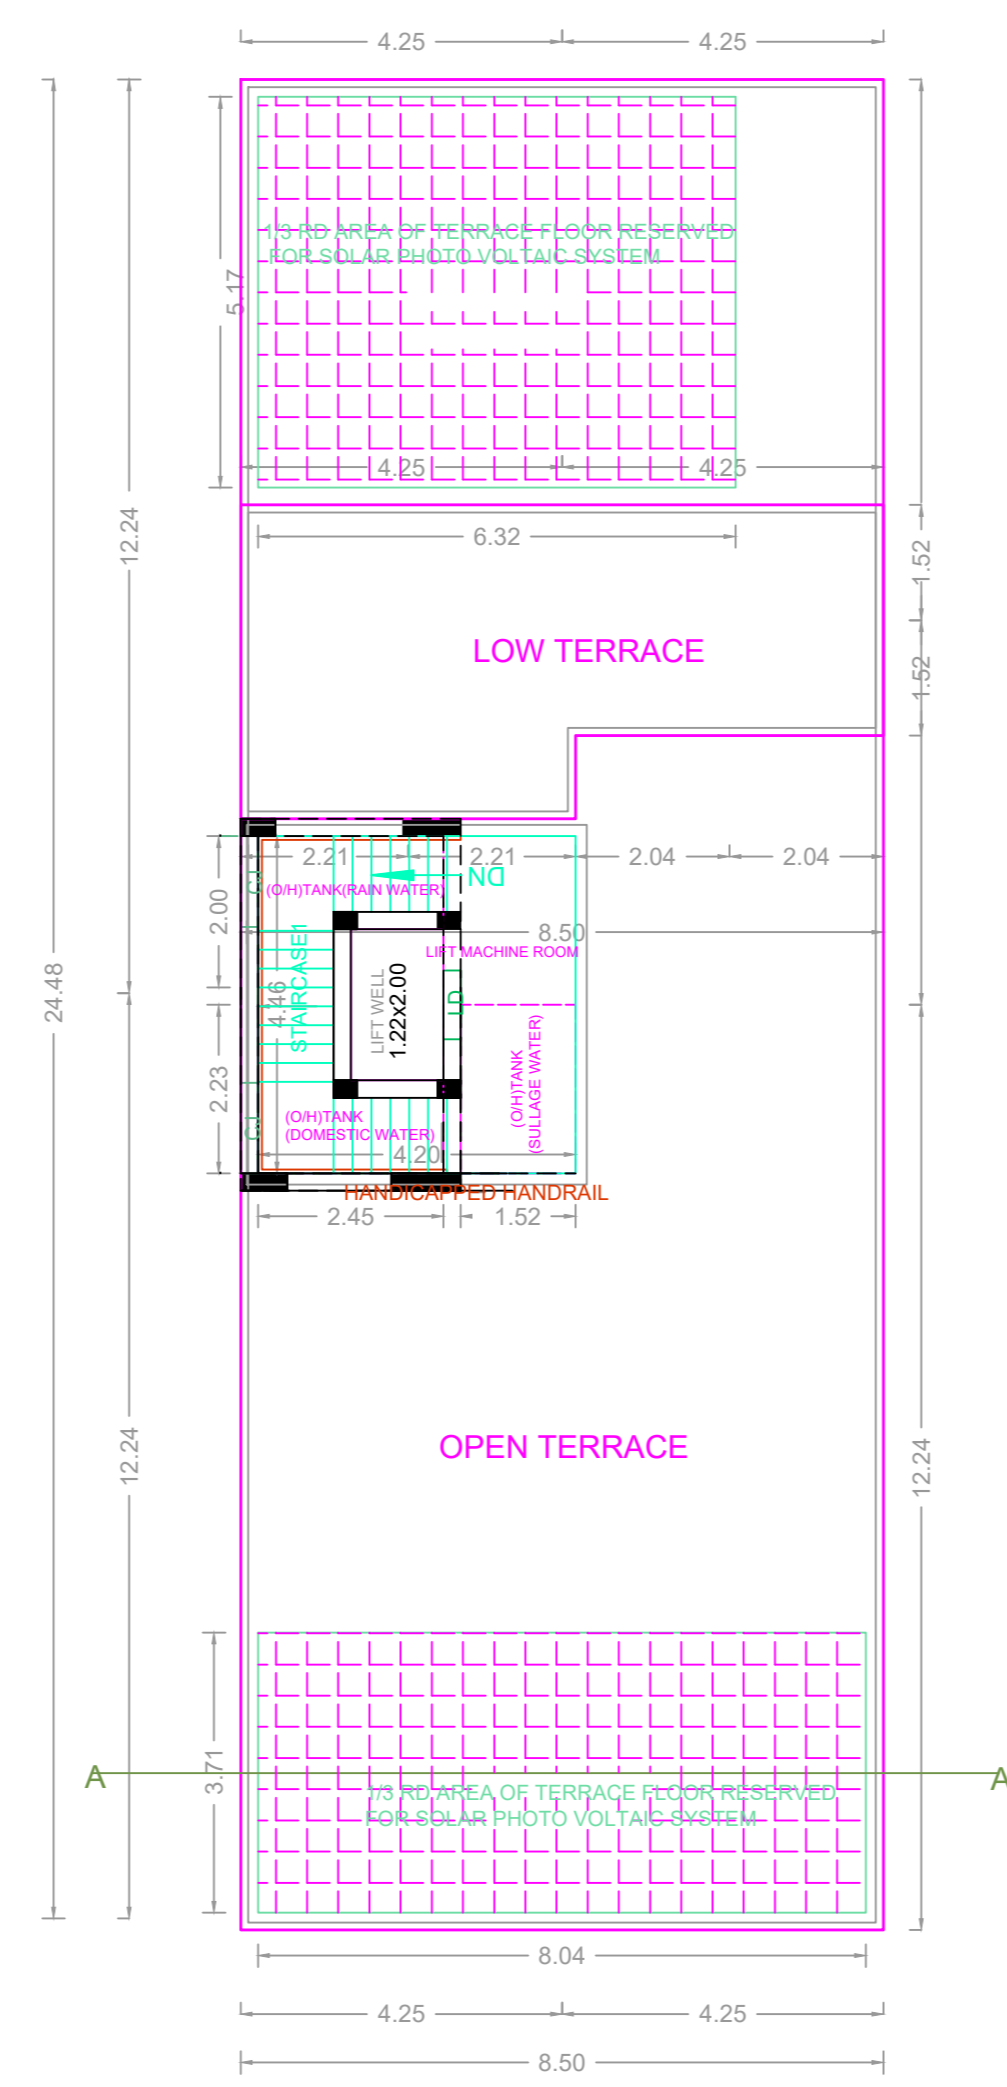 4.25 4.25
1/3 RD AREA OF TERRACE FLOOR RESERVED
FOR SOLAR PHOTO VOLTAIC SYSTEM
5.17
4.25 4.25
12.24
6.32
1.52
LOW TERRACE
1.52
2.21 2.21 2.04 2.04
DN
(O/H)TANK(RAIN WATER)
2.00
8.50
LIFT MACHINE ROOM
24.48
STAIRCASE1
4.46
LIFT WELL
1.22x2.00
LD
(O/H)TANK
(SULLAGE WATER)
2.23
(O/H)TANK
(DOMESTIC WATER)
4.20
HANDICAPPED HANDRAIL
2.45 1.52
OPEN TERRACE
12.24
12.24
3.71
A A
1/3 RD AREA OF TERRACE FLOOR RESERVED
FOR SOLAR PHOTO VOLTAIC SYSTEM
8.04
4.25 4.25
8.50